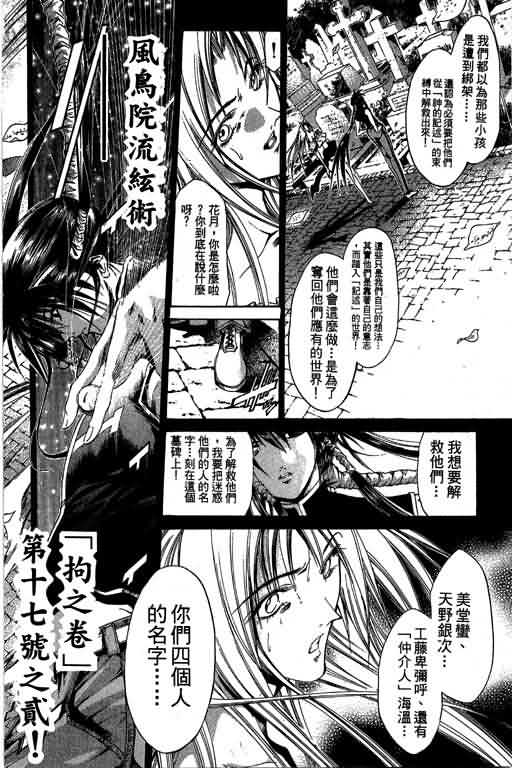 我們都以為那些小孩
是遭到綁架……
還認為必須要把他們
從「神的記述」的束
縛中解救出來！
這些只是我們自己的想法…
其實他們是靠著自己的意志
，而踏入「記述」的世界！
他們會這麼做…是為了
奪回他們應有的世界！
！
花月，你是怎麼啦
？你到底在說什麼
呀？
我想要解
救他們…
為了解救他們
，我要把迷惑
他們的人的名
字…刻在這個
墓碑上！
美堂蠻、
天野銀次…
工藤卑彌呼、還有
「仲介人」海溫…
你們四個人
的名字……
風鳥院流絃術
「拘之卷」
第十七號之貳！